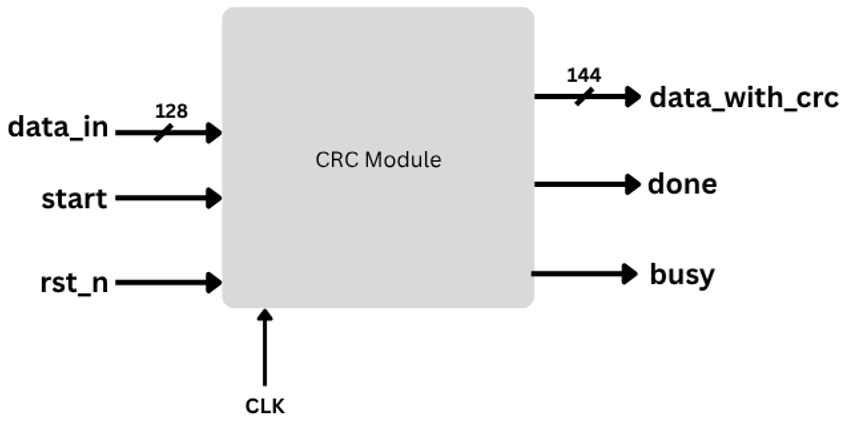 128
data_in
start
rst_n
CRC Module
144
data_with_crc
done
busy
CLK